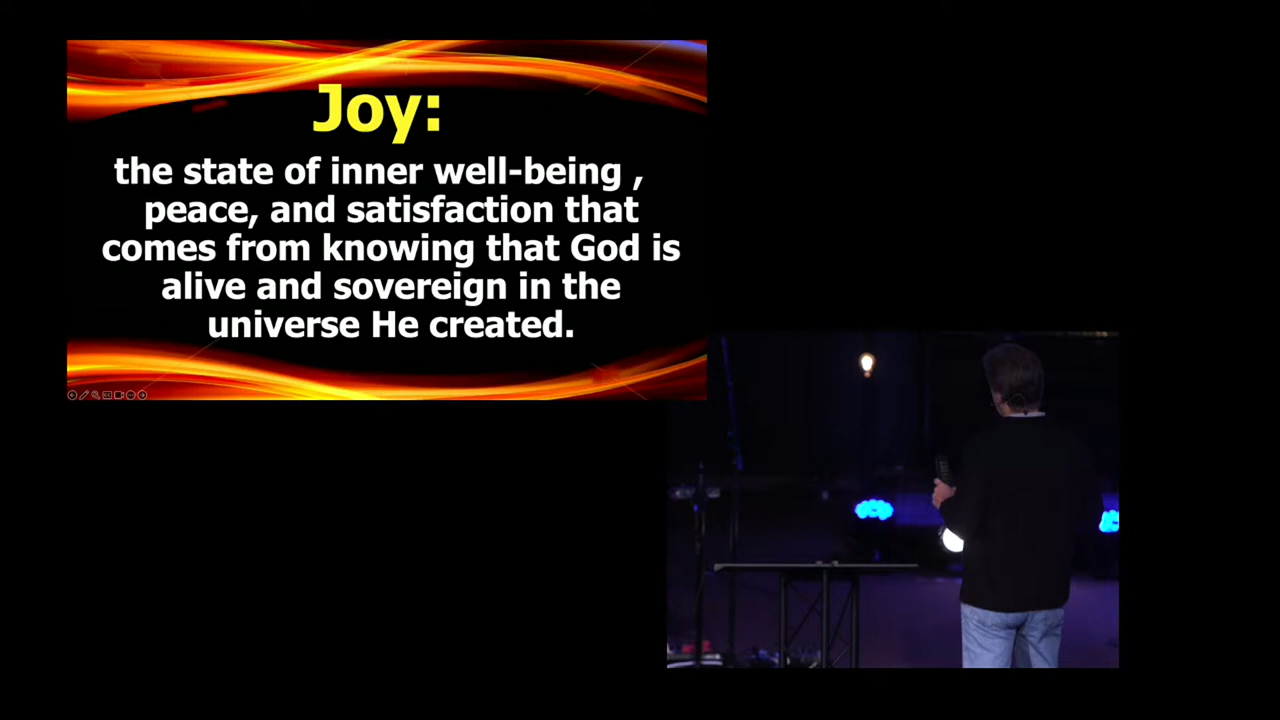 Joy:
the state of inner well-being ,
peace, and satisfaction that
comes from knowing that God is
alive and sovereign in the
universe He created.